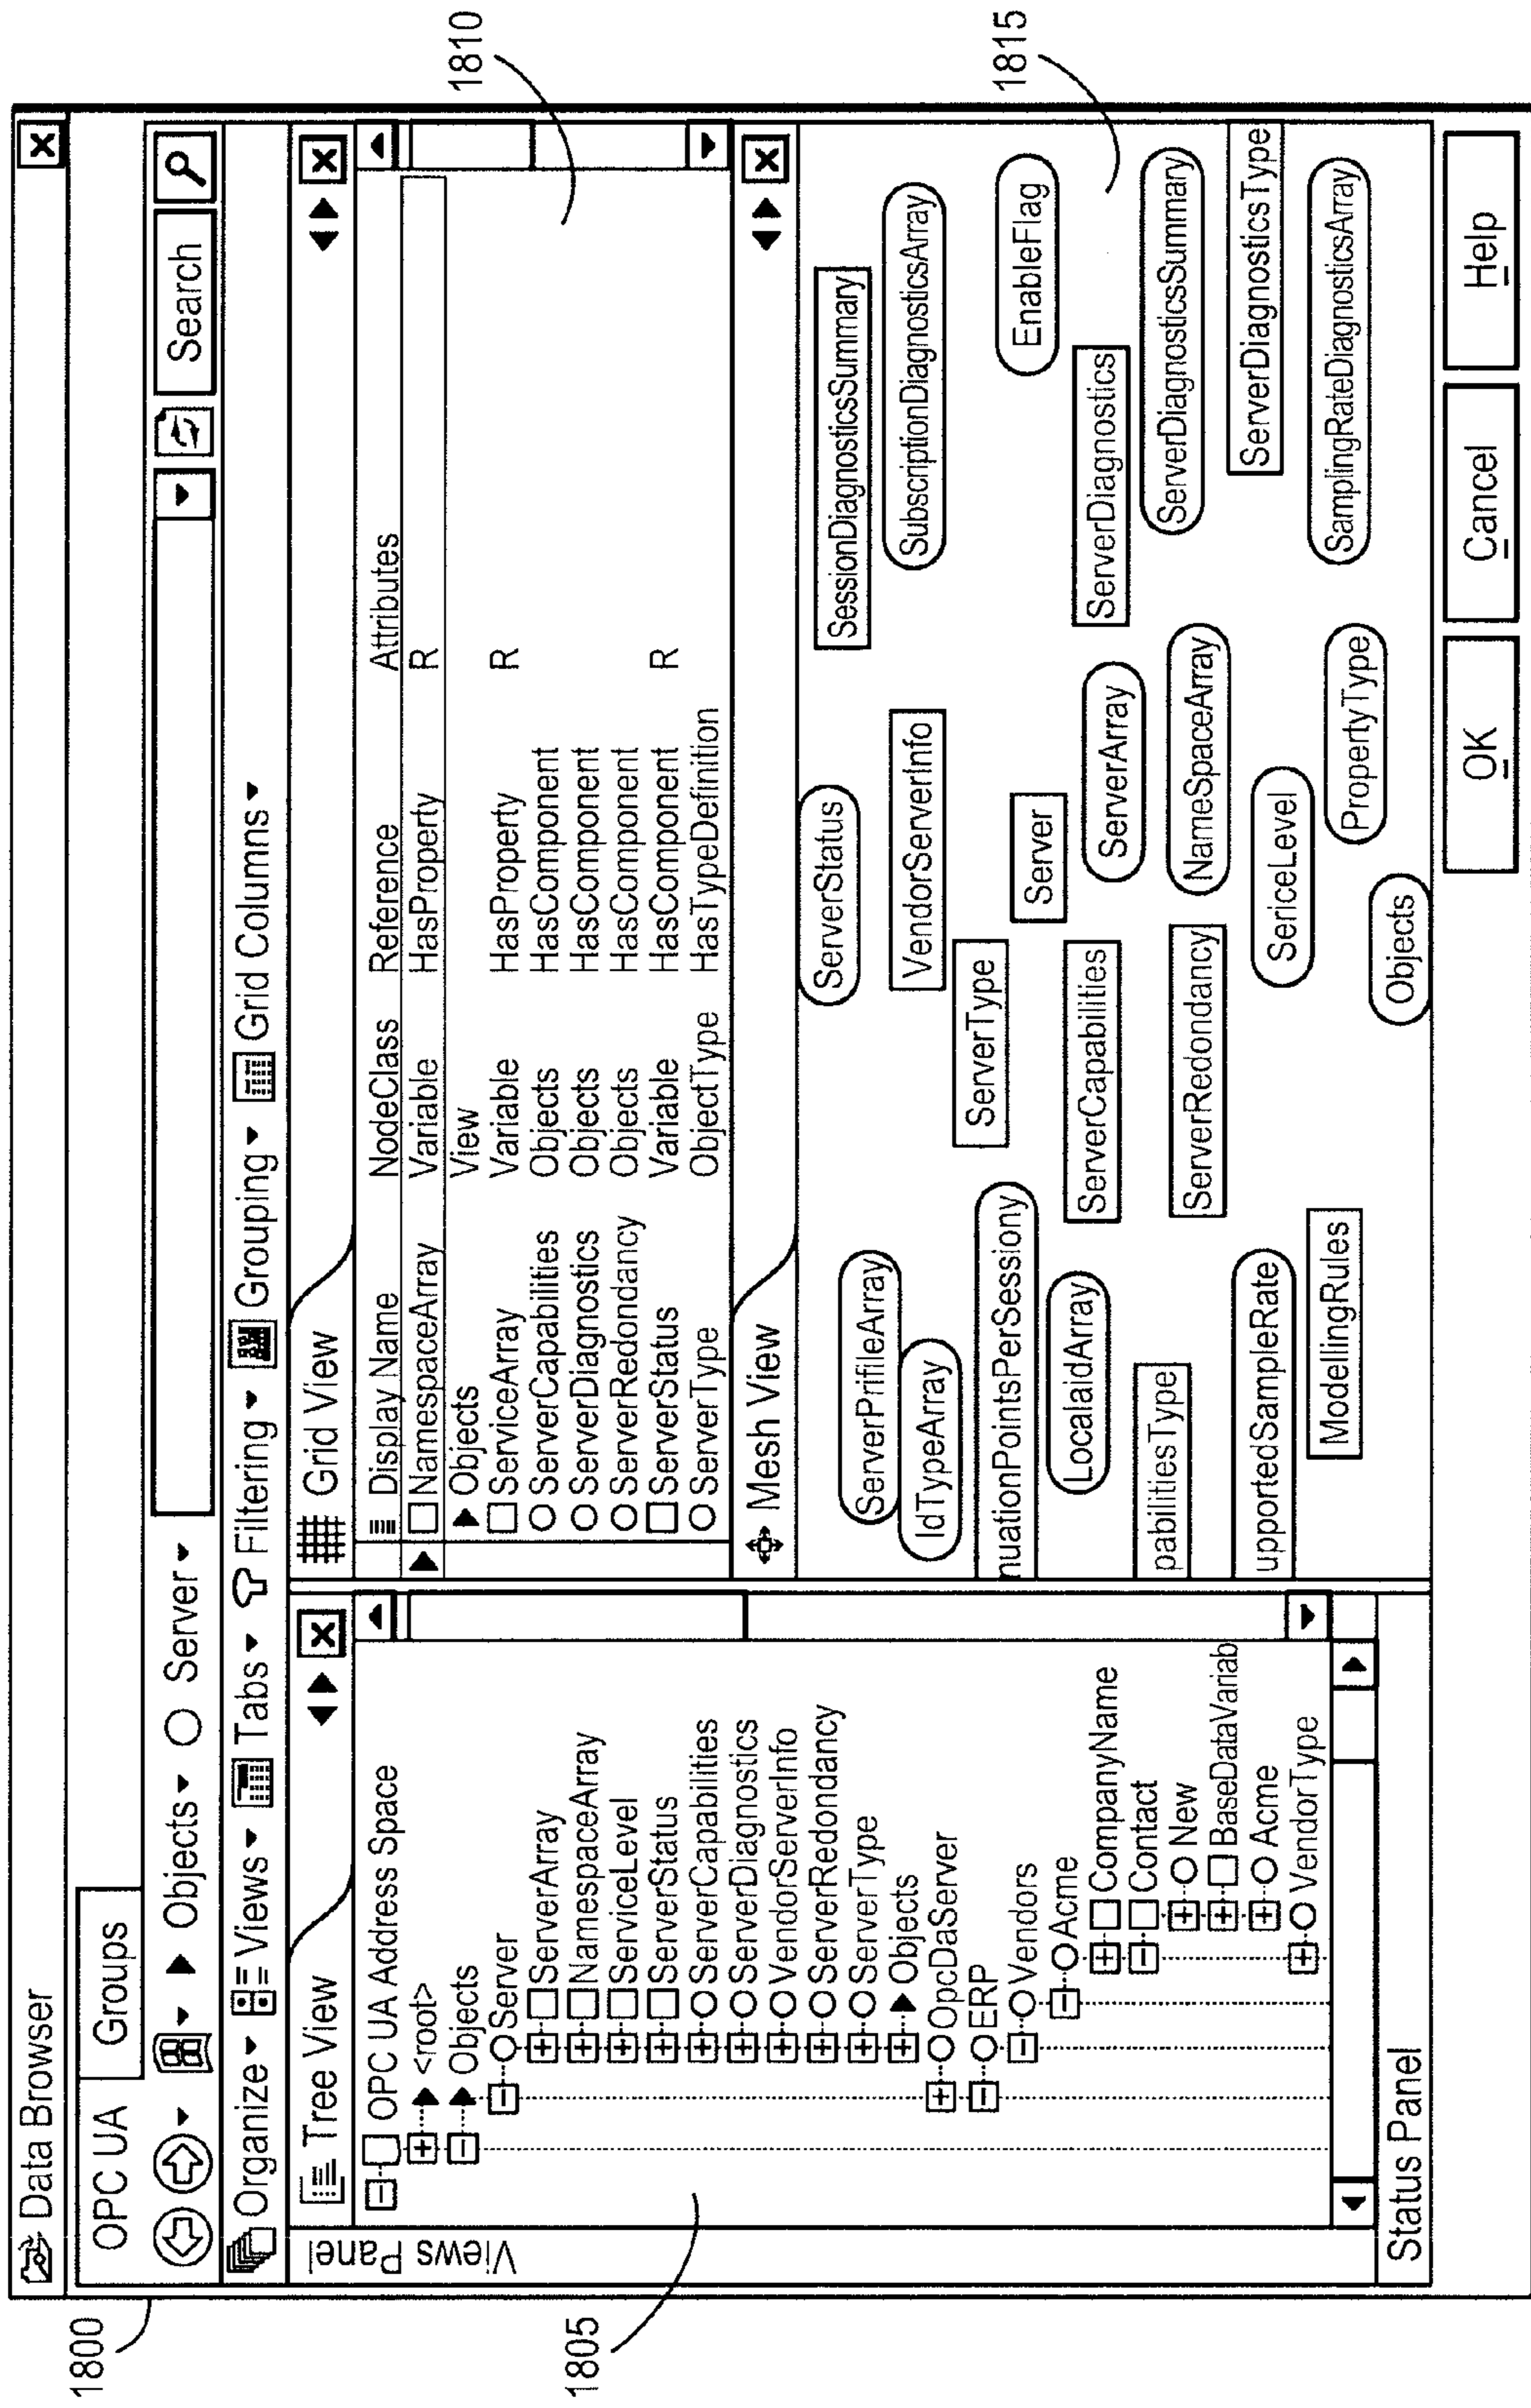 1800
Data Browser
OPC UA
Groups
Objects
Server
Search
Organize
Views
Tabs
Filtering
Grouping
Grid Columns
Views Panel
Tree View
OPC UA Address Space
<root>
Objects
Server
ServerArray
NamespaceArray
ServiceLevel
ServerStatus
ServerCapabilities
ServerDiagnostics
VendorServerInfo
ServerRedondancy
ServerType
Objects
OpcDaServer
ERP
Vendors
Acme
CompanyName
Contact
New
BaseDataVariab
Acme
VendorType
1805
Grid View
Display Name NodeClass Reference Attributes
NamespaceArray Variable HasProperty R
Objects View
ServiceArray Variable HasProperty R
ServerCapabilities Objects HasComponent
ServerDiagnostics Objects HasComponent
ServerRedondancy Objects HasComponent
ServerStatus Variable HasComponent R
ServerType ObjectType HasTypeDefinition
1810
Mesh View
ServerStatus
SessionDiagnosticsSummary
ServerPrifileArray
VendorServerInfo
SubscriptionDiagnosticsArray
IdTypeArray
ServerType
nuationPointsPerSessiony
Server
EnableFlag
LocalaidArray
ServerCapabilities
ServerArray
ServerDiagnostics
pabilitiesType
ServerRedondancy
NameSpaceArray
ServerDiagnosticsSummary
upportedSampleRate
SericeLevel
ServerDiagnosticsType
ModellingRules
PropertyType
SamplingRateDiagnosticsArray
Objects
1815
Status Panel
OK
Cancel
Help